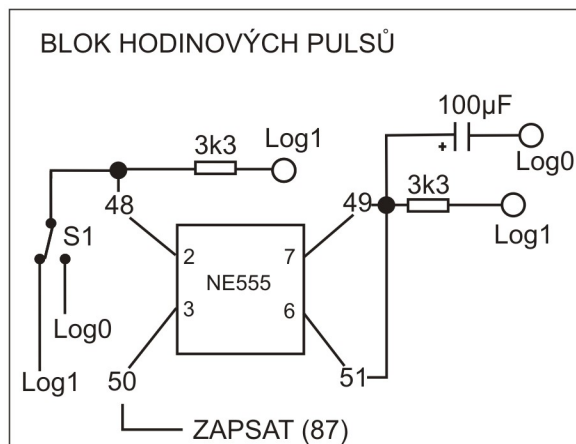 BLOK HODINOVÝCH PULSŮ
100µF
+
Log0
3k3
Log1
3k3
Log1
48
49
S1
2
7
NE555
3
6
Log0
Log1
50
51
ZAPSAT (87)